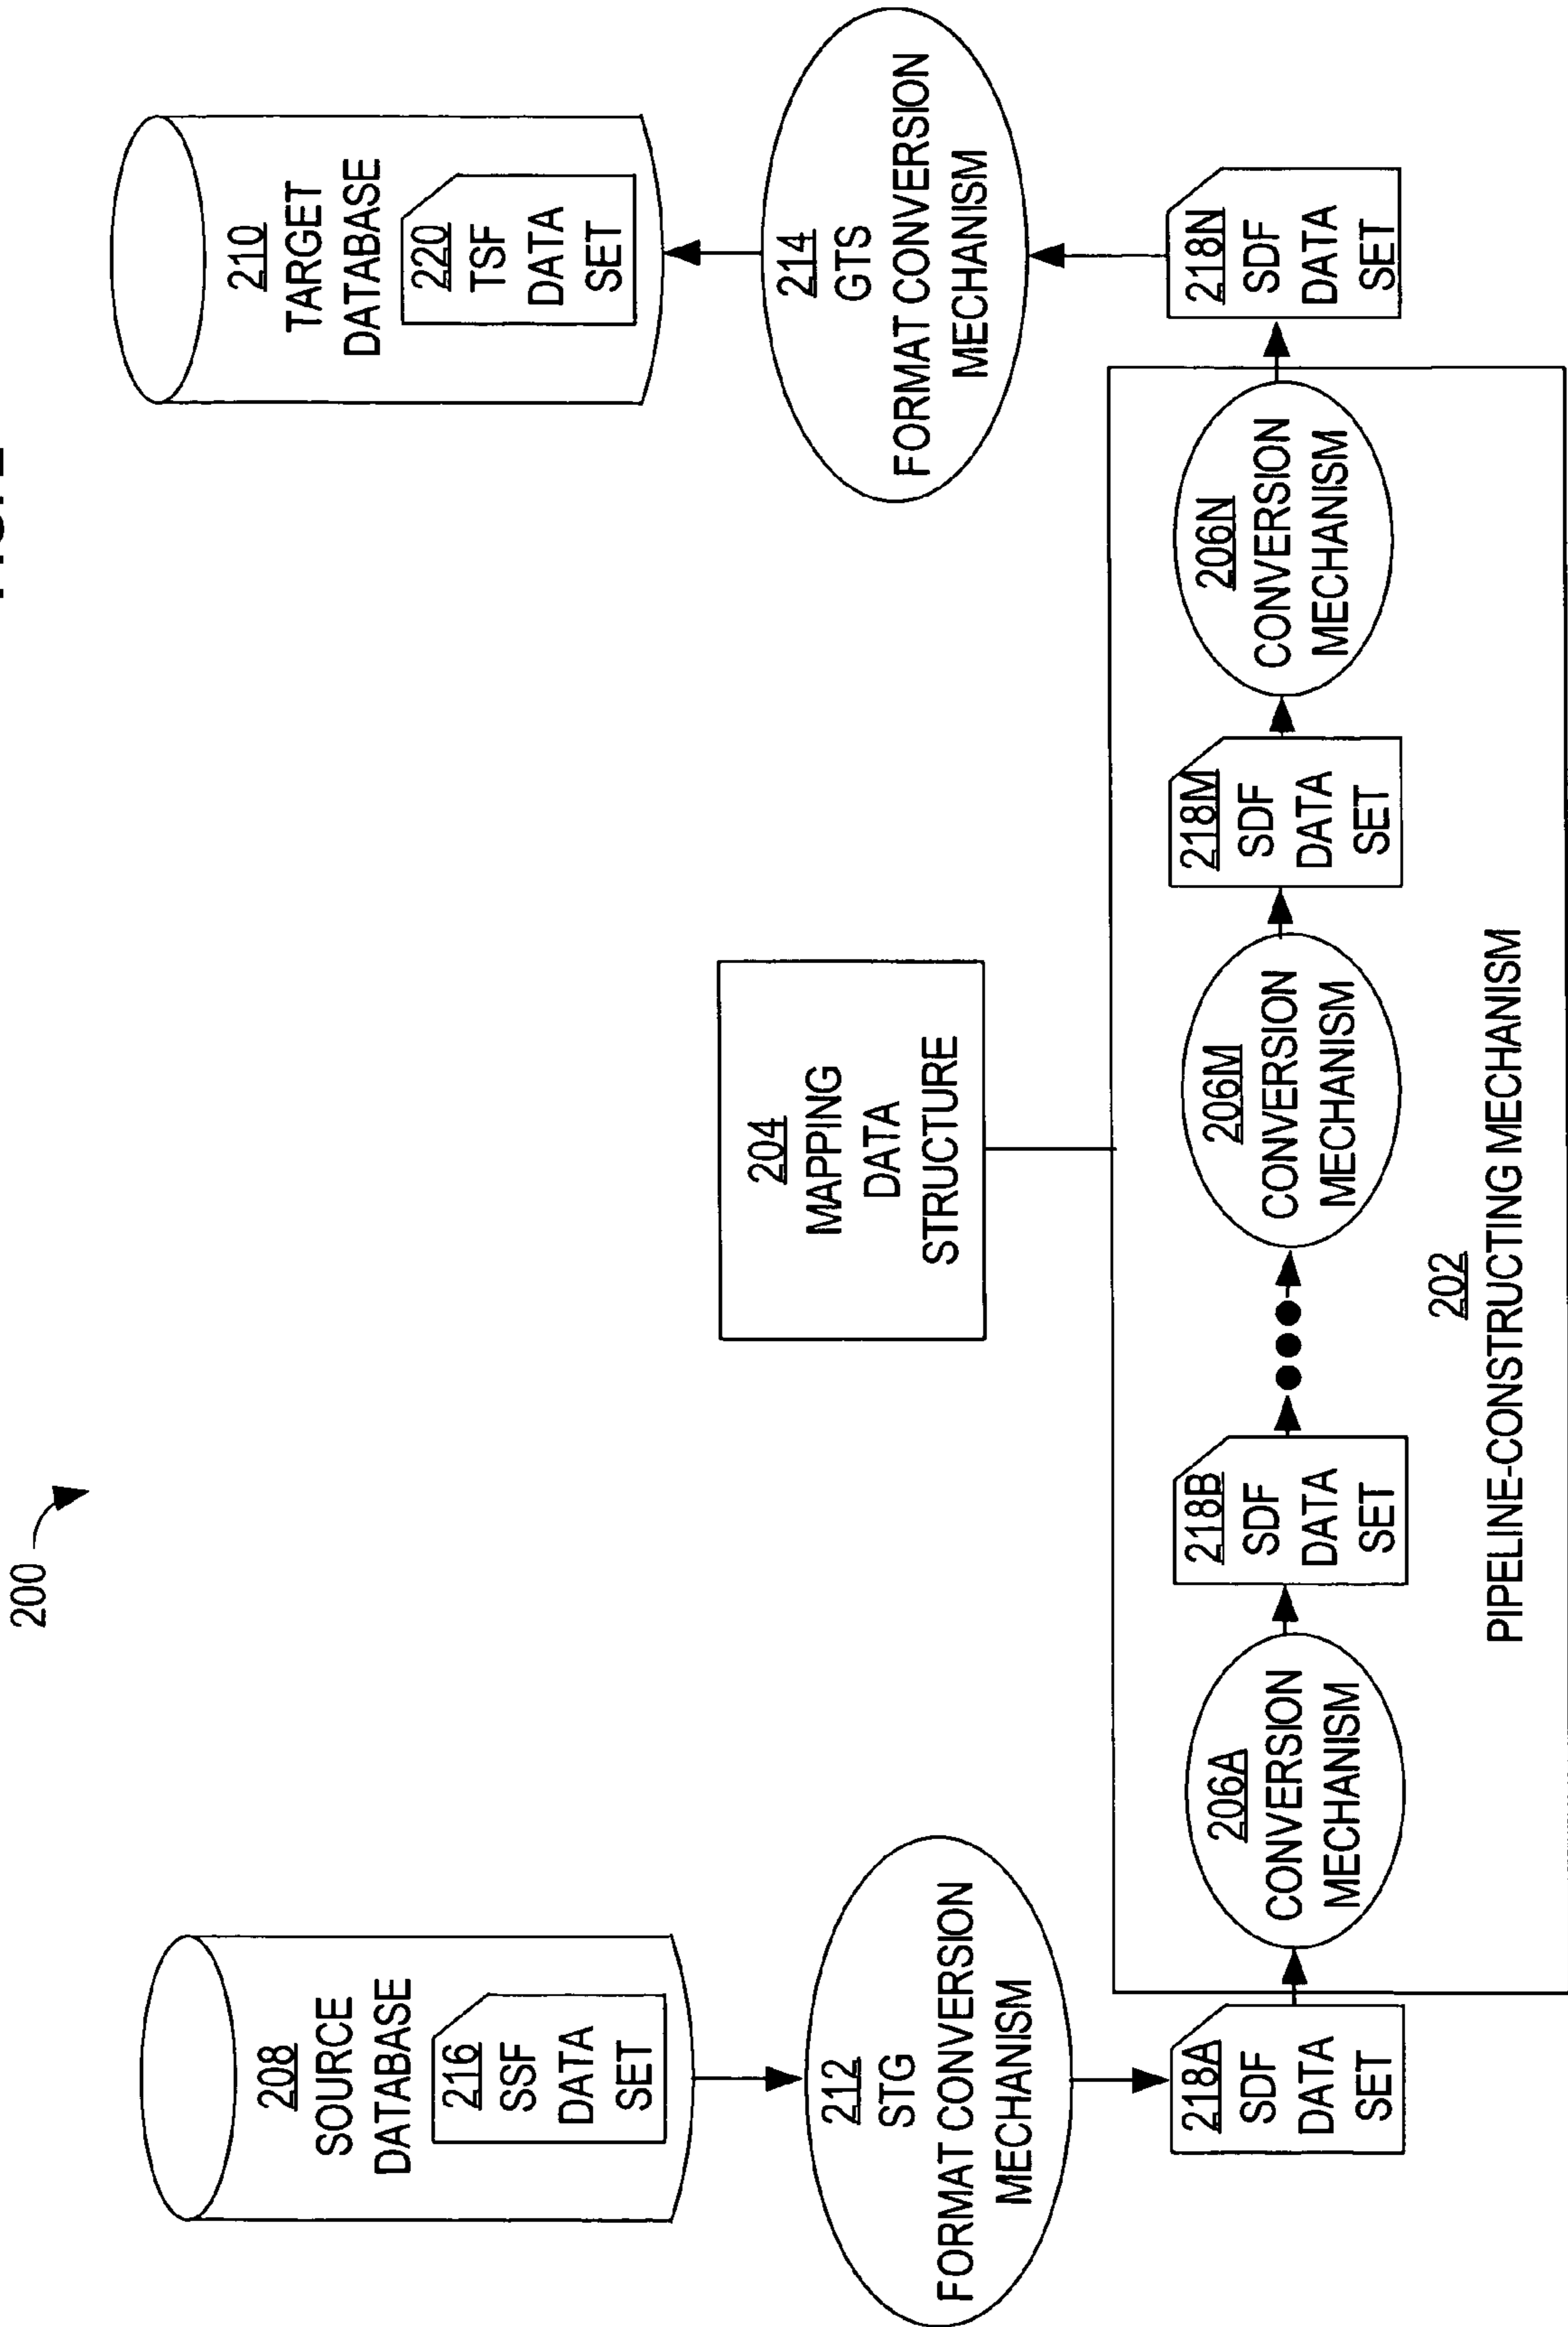 200
208
SOURCE
DATABASE
216
SSF
DATA
SET
210
TARGET
DATABASE
220
TSF
DATA
SET
204
MAPPING
DATA
STRUCTURE
212
STG
FORMAT CONVERSION
MECHANISM
214
GTS
FORMAT CONVERSION
MECHANISM
218A
SDF
DATA
SET
206A
CONVERSION
MECHANISM
218B
SDF
DATA
SET
206M
CONVERSION
MECHANISM
218M
SDF
DATA
SET
206N
CONVERSION
MECHANISM
218N
SDF
DATA
SET
202
PIPELINE-CONSTRUCTING MECHANISM